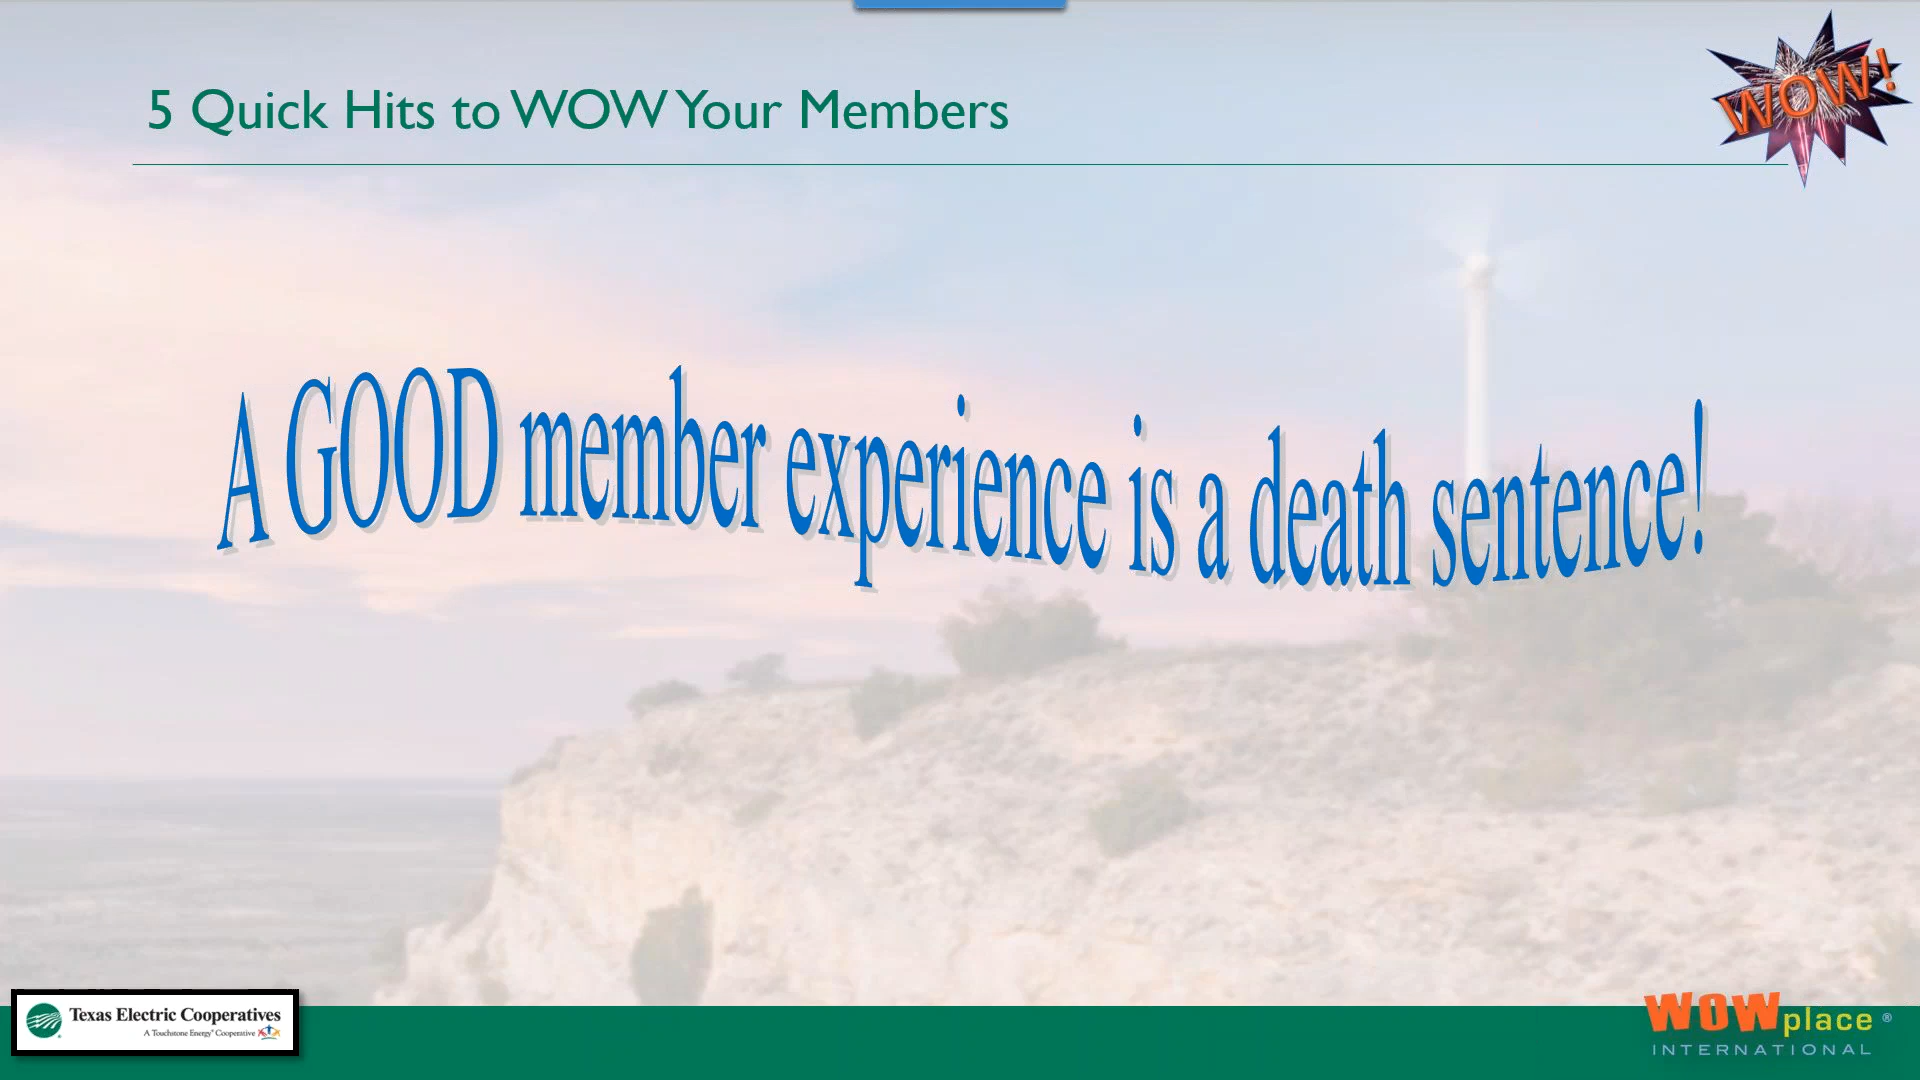 5 Quick Hits to WOW Your Members
WOW!
A GOOD member experience is a death sentence!
Texas Electric Cooperatives
A Touchstone Energy® Cooperative
WOWplace ®
INTERNATIONAL